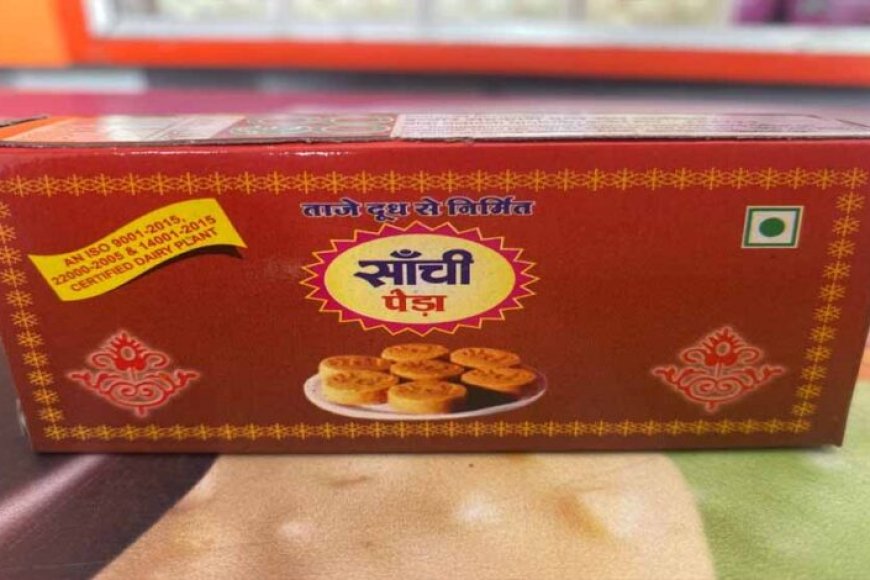 ताजे दूध से निर्मित
AN ISO 9001-2015,
22000-2005 & 14001-2015
CERTIFIED DAIRY PLANT
साँची
पेड़ा